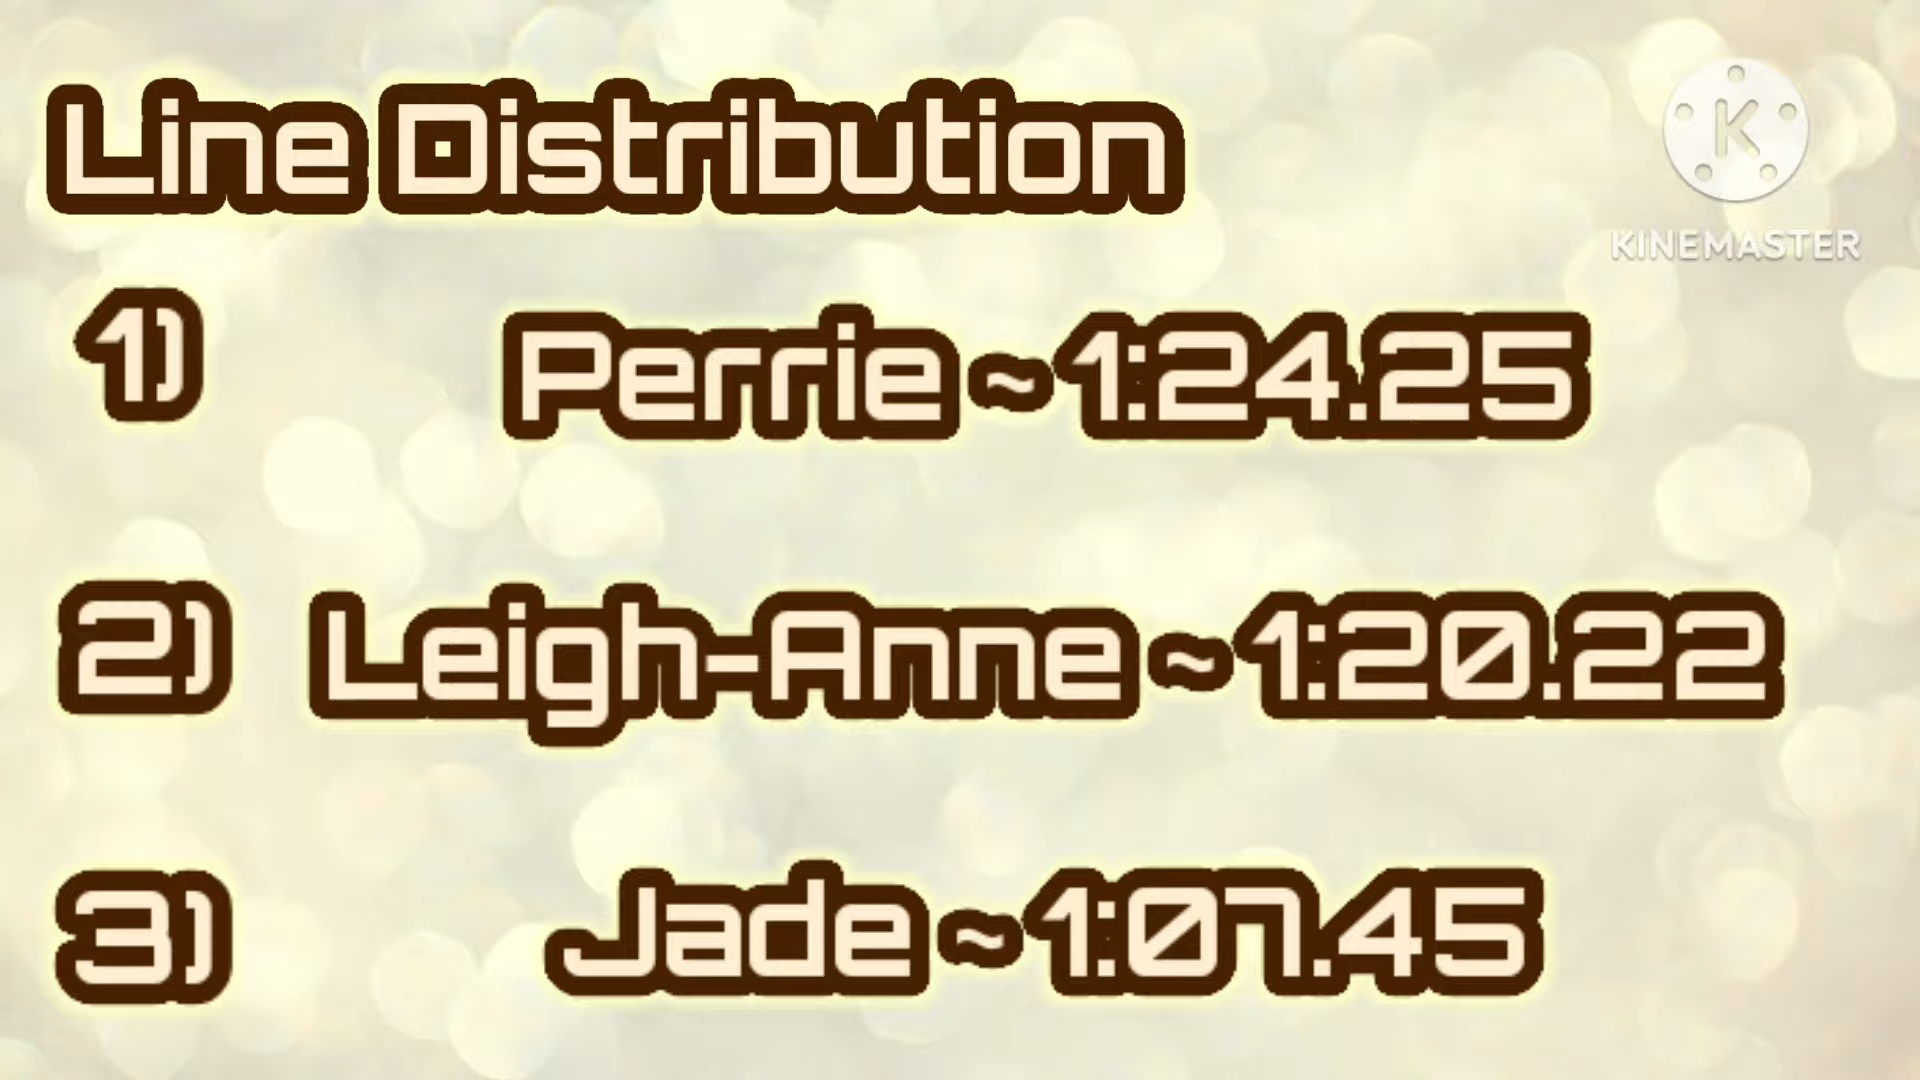 Line Distribution
K
KINEMASTER
1) Perrie ~ 1:24.25
2) Leigh-Anne ~ 1:20.22
3) Jade ~ 1:07.45